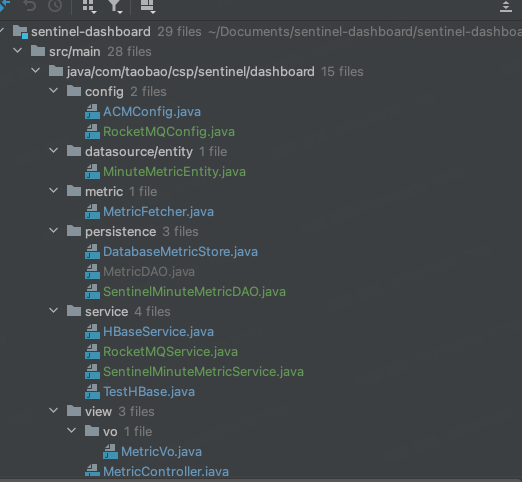 sentinel-dashboard 29 files ~/Documents/sentinel-dashboard/sentinel-dashboa
src/main 28 files
java/com/taobao/csp/sentinel/dashboard 15 files
config 2 files
ACMConfig.java
RocketMQConfig.java
datasource/entity 1 file
MinuteMetricEntity.java
metric 1 file
MetricFetcher.java
persistence 3 files
DatabaseMetricStore.java
MetricDAO.java
SentinelMinuteMetricDAO.java
service 4 files
HBaseService.java
RocketMQService.java
SentinelMinuteMetricService.java
TestHBase.java
view 3 files
vo 1 file
MetricVo.java
MetricController.java